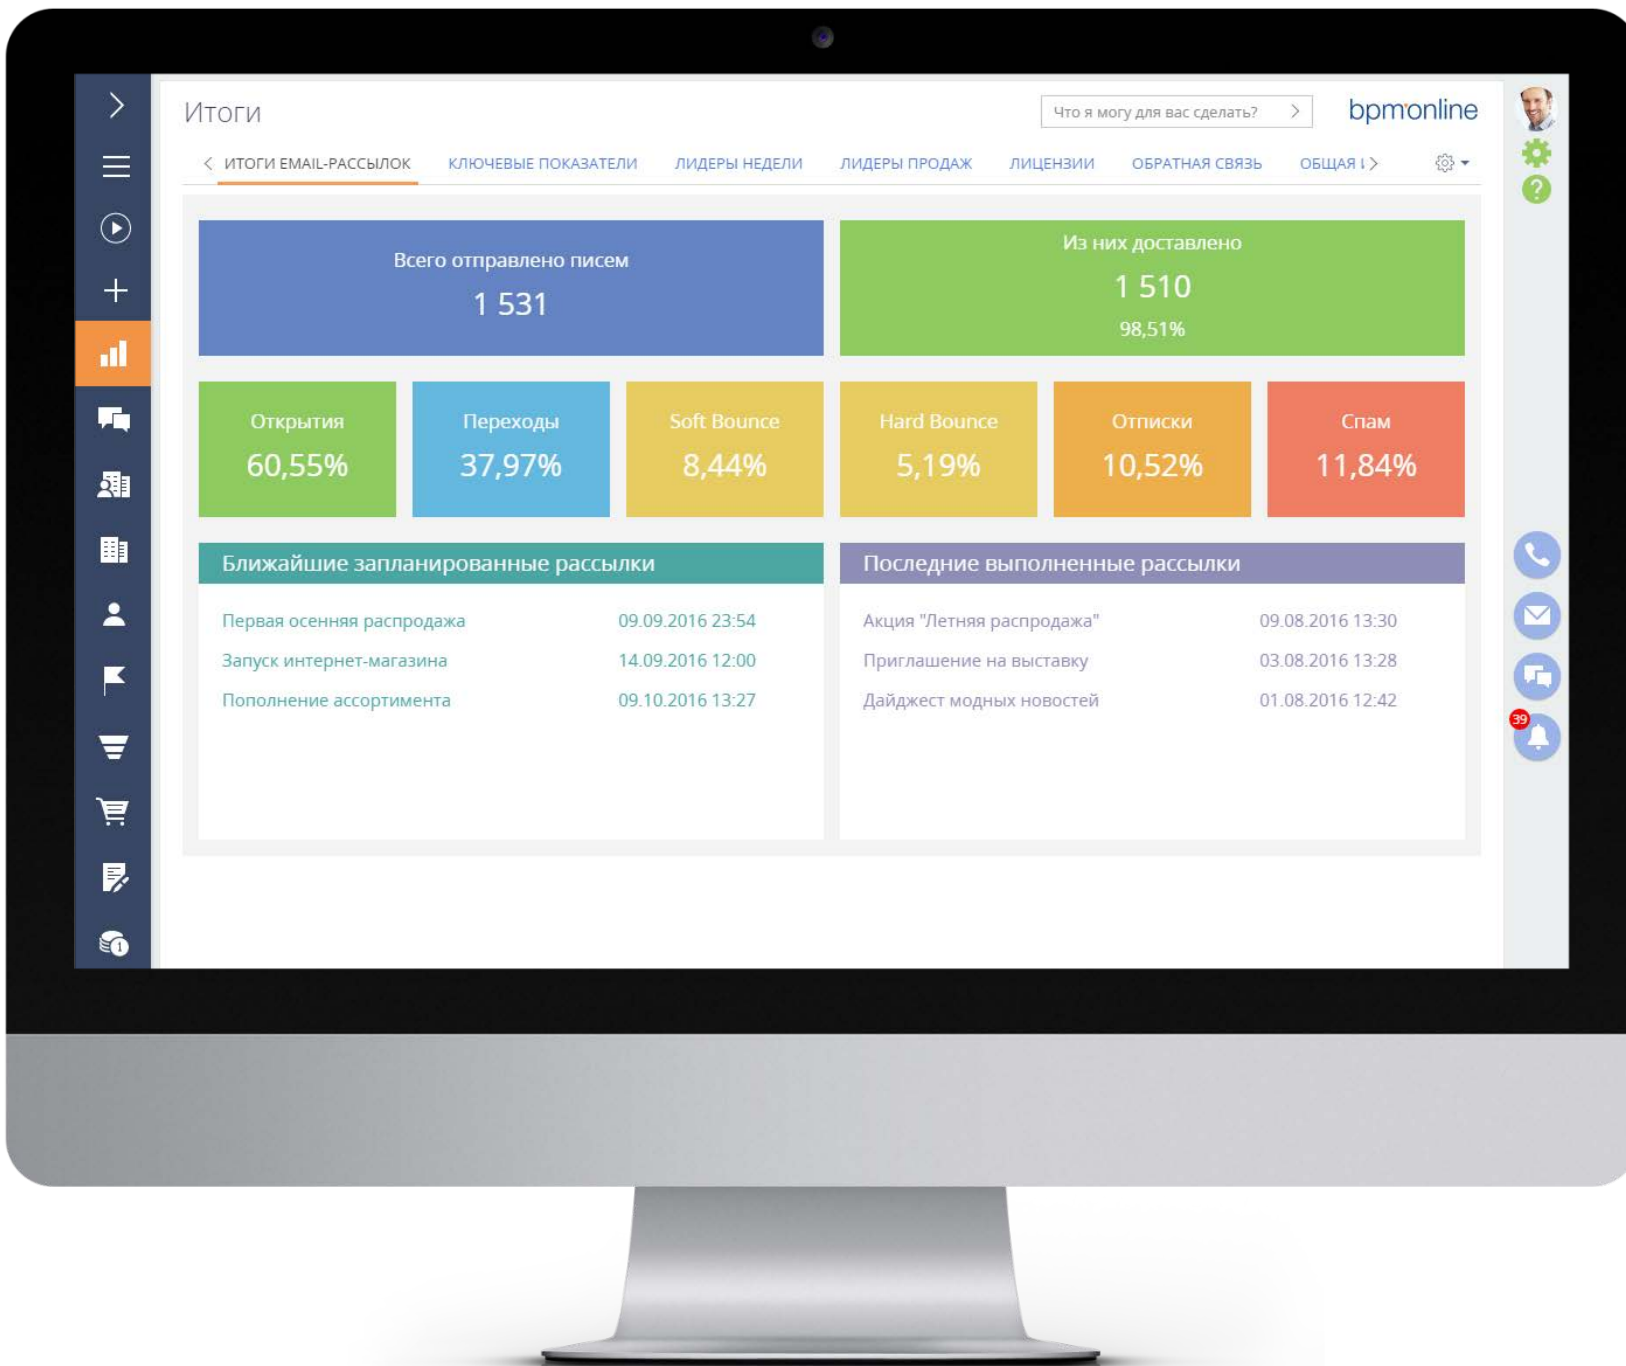 Итоги
Что я могу для вас сделать?
bpm'online
ИТОГИ EMAIL-РАССЫЛОК КЛЮЧЕВЫЕ ПОКАЗАТЕЛИ ЛИДЕРЫ НЕДЕЛИ ЛИДЕРЫ ПРОДАЖ ЛИЦЕНЗИИ ОБРАТНАЯ СВЯЗЬ ОБЩАЯ
Всего отправлено писем
1 531
Из них доставлено
1 510
98,51%
Открытия
60,55%
Переходы
37,97%
Soft Bounce
8,44%
Hard Bounce
5,19%
Отписки
10,52%
Спам
11,84%
Ближайшие запланированные рассылки
Первая осенняя распродажа 09.09.2016 23:54
Запуск интернет-магазина 14.09.2016 12:00
Пополнение ассортимента 09.10.2016 13:27
Последние выполненные рассылки
Акция "Летняя распродажа" 09.08.2016 13:30
Приглашение на выставку 03.08.2016 13:28
Дайджест модных новостей 01.08.2016 12:42
39
1